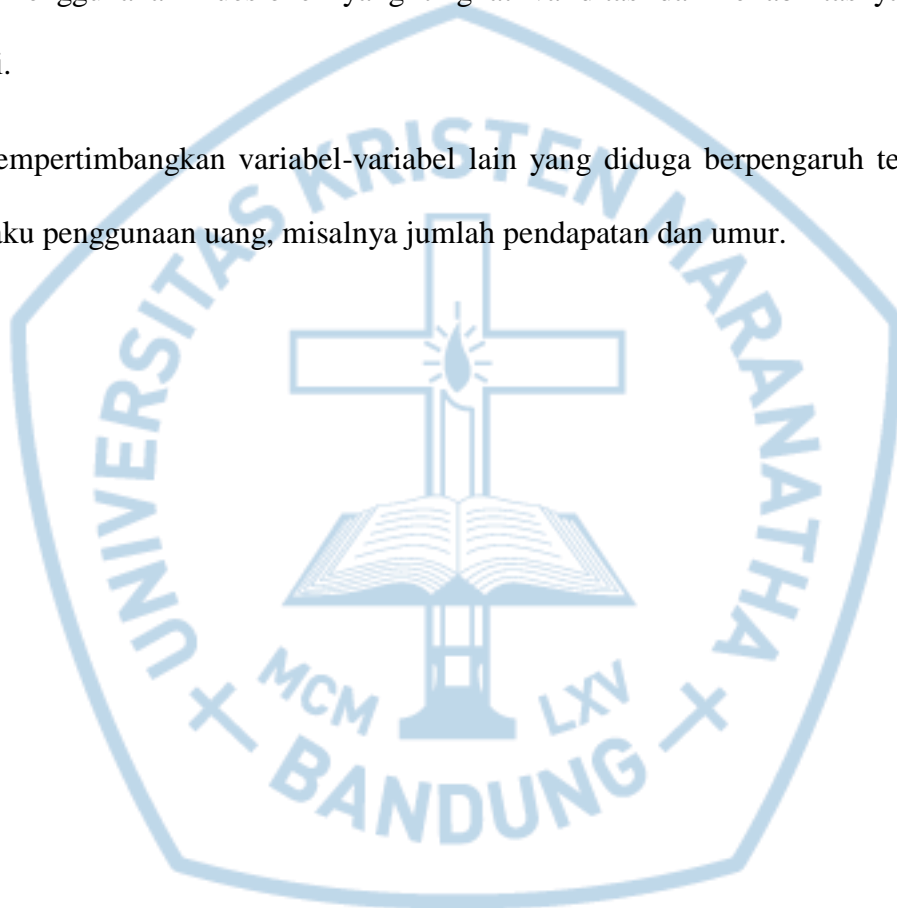 i.
empertimbangkan variabel-variabel lain yang diduga berpengaruh te
aku penggunaan uang, misalnya jumlah pendapatan dan umur.
UNIVERSITAS KRISTEN MARANATHA
MCM LXV
BANDUNG